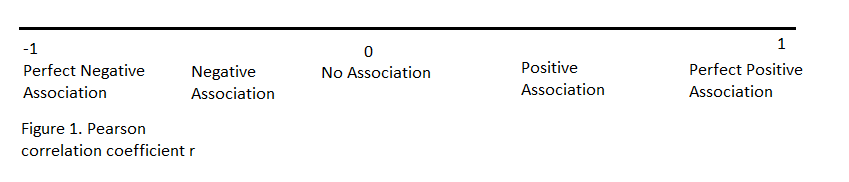 -1
0
1
Perfect Negative
Association
Negative
Association
No Association
Positive
Association
Perfect Positive
Association
Figure 1. Pearson
correlation coefficient r